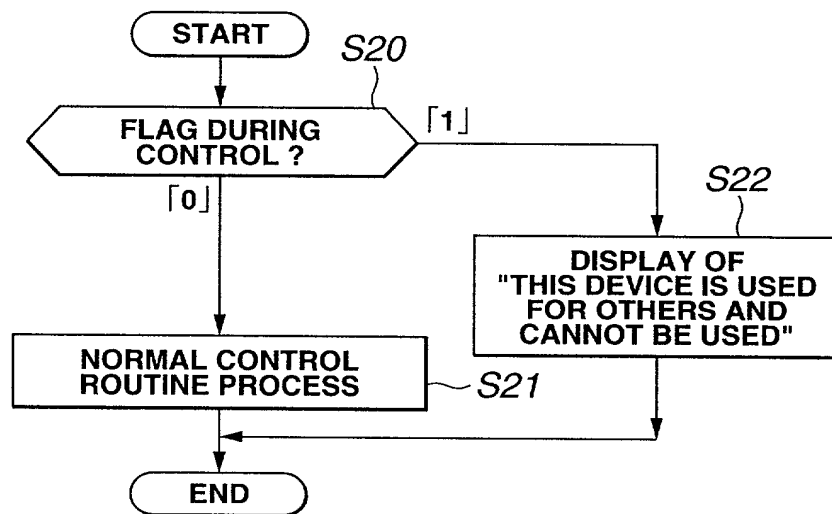 START
S20
FLAG DURING
CONTROL ?
「1」
「0」
S22
DISPLAY OF
"THIS DEVICE IS USED
FOR OTHERS AND
CANNOT BE USED"
NORMAL CONTROL
ROUTINE PROCESS
S21
END